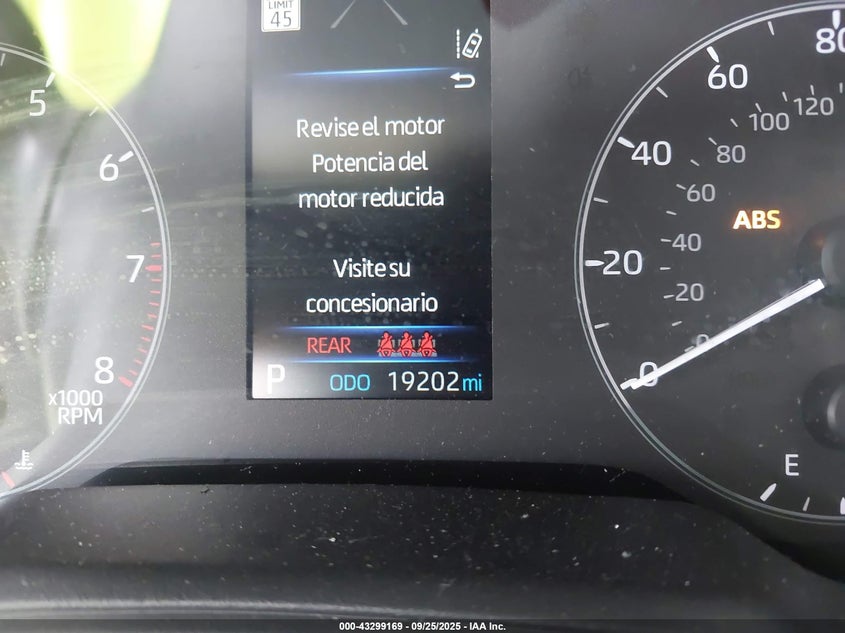 LIMIT
45
Revise el motor
Potencia del
motor reducida
Visite su
concesionario
REAR
P ODO 19202 mi
5
6
7
8
x1000
RPM
80
60
40
20
0
120
100
80
60
40
20
0
ABS
E
000-43299169 - 09/25/2025 - IAA Inc.